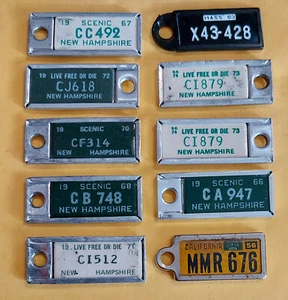 19 SCENIC 67
CC492
NEW HAMPSHIRE
MASS 63
X43-428
19 LIVE FREE OR DIE 72
CJ618
NEW HAMPSHIRE
LIVE FREE OR DIE 73
CI879
NEW HAMPSHIRE
19 SCENIC 70
CF314
NEW HAMPSHIRE
LIVE FREE OR DIE 73
CI879
NEW HAMPSHIRE
19 SCENIC 68
CB 748
NEW HAMPSHIRE
19 SCENIC 66
CA 947
NEW HAMPSHIRE
19 LIVE FREE OR DIE 71
CI512
NEW HAMPSHIRE
CALIFORNIA 56
MMR 676